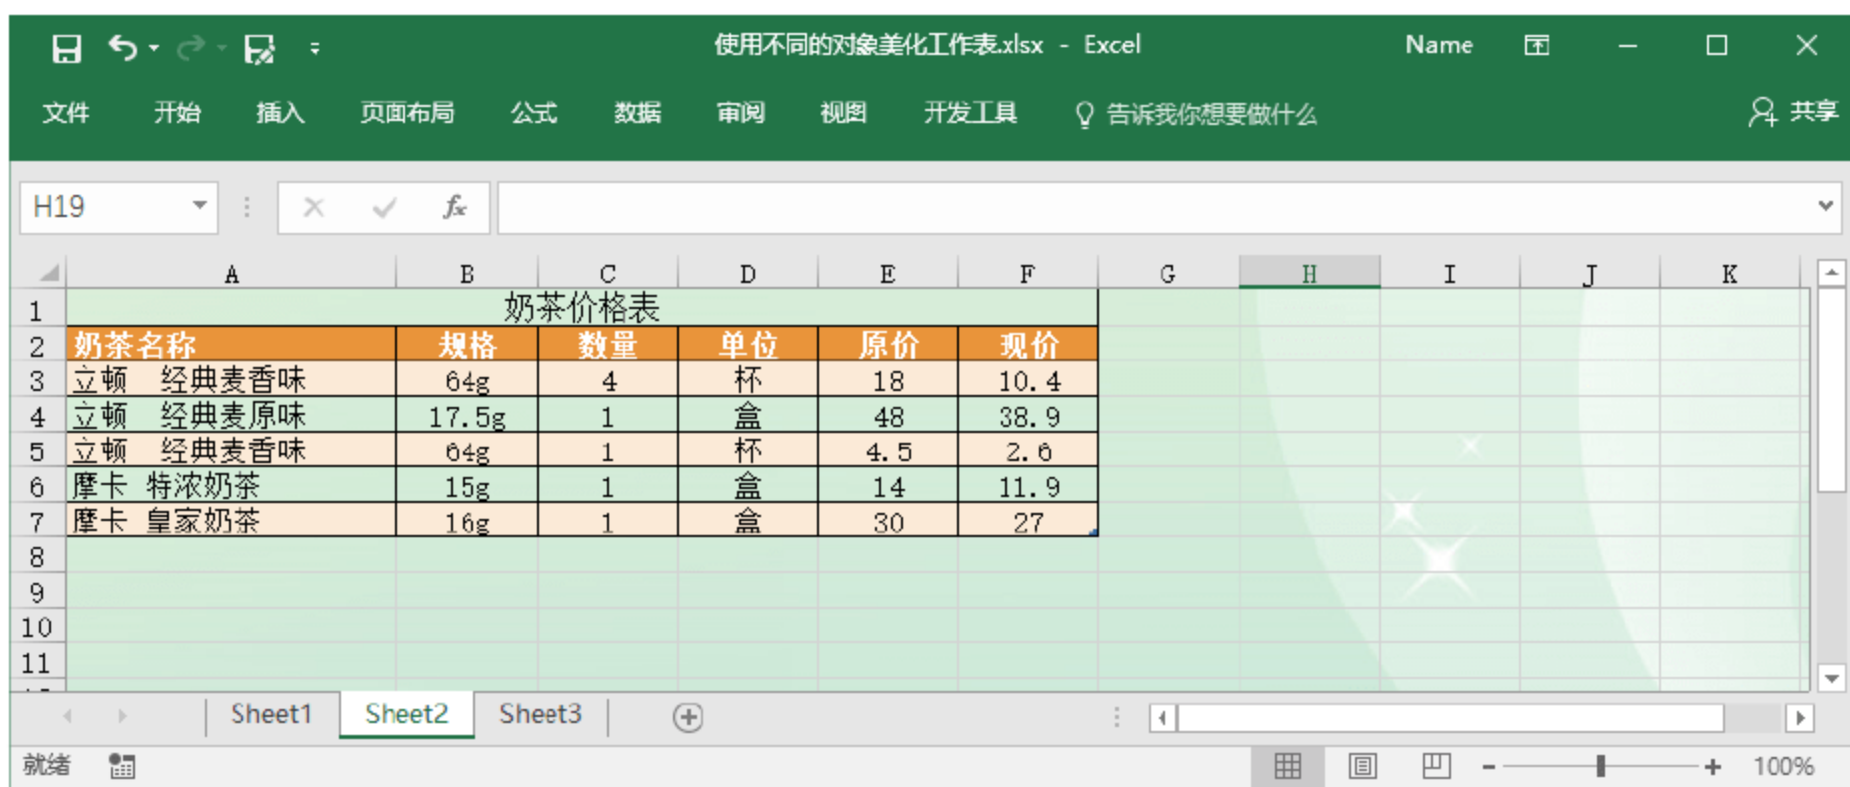 使用不同的对象美化工作表.xlsx - Excel Name
文件 开始 插入 页面布局 公式 数据 审阅 视图 开发工具 告诉我你想要做什么 共享
H19 fx
A B C D E F G H I J K
1 奶茶价格表
2 奶茶名称 规格 数量 单位 原价 现价
3 立顿 经典麦香味 64g 4 杯 18 10.4
4 立顿 经典麦原味 17.5g 1 盒 48 38.9
5 立顿 经典麦香味 64g 1 杯 4.5 2.6
6 摩卡 特浓奶茶 15g 1 盒 14 11.9
7 摩卡 皇家奶茶 16g 1 盒 30 27
8
9
10
11
Sheet1 Sheet2 Sheet3
就绪 100%